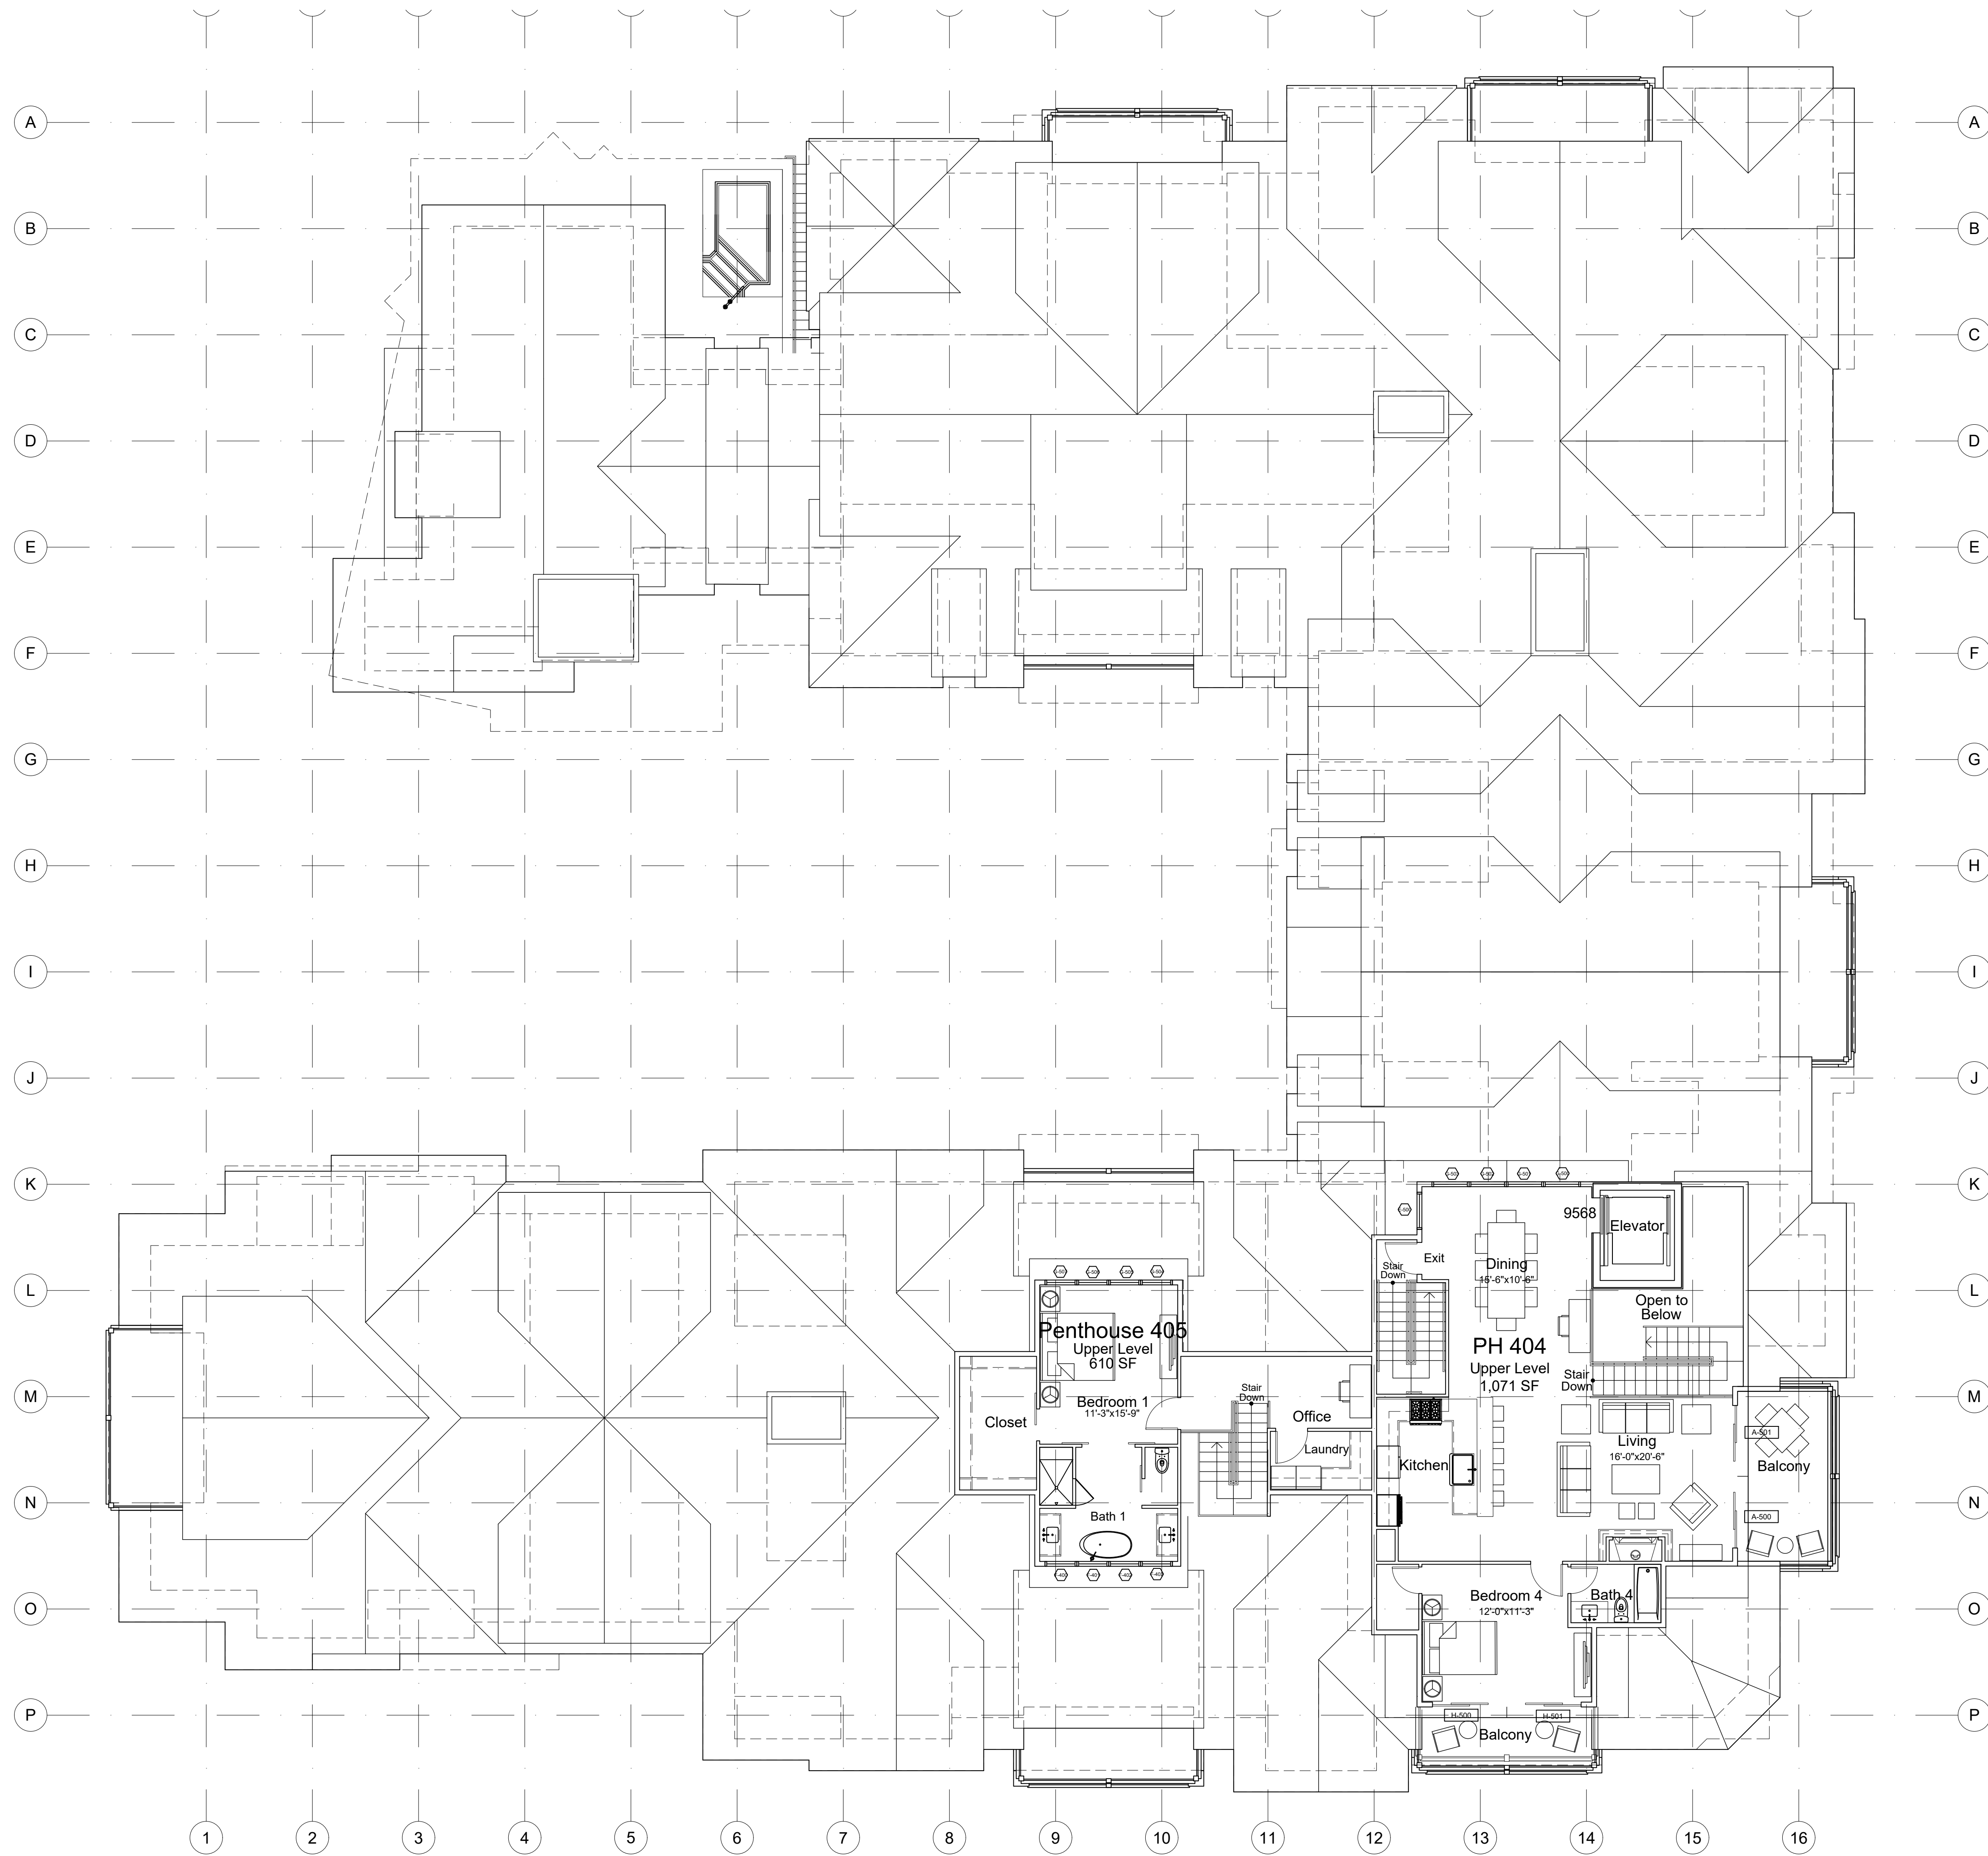 A
A
B
B
C
C
D
D
E
E
F
F
G
G
H
H
I
I
J
J
K
K
9568
Elevator
Exit
Dining
15'-6"x10'-6"
Stair
Down
L
L
Open to
Below
Penthouse 405
Upper Level
610 SF
PH 404
Upper Level
1,071 SF
Stair
Down
Stair
Down
M
M
Bedroom 1
11'-3"x15'-9"
Closet
Office
Laundry
Kitchen
Living
16'-0"x20'-6"
A-501
Balcony
N
N
Bath 1
A-500
Bedroom 4
12'-0"x11'-3"
Bath 4
O
O
P
P
H-500
H-501
Balcony
1
2
3
4
5
6
7
8
9
10
11
12
13
14
15
16